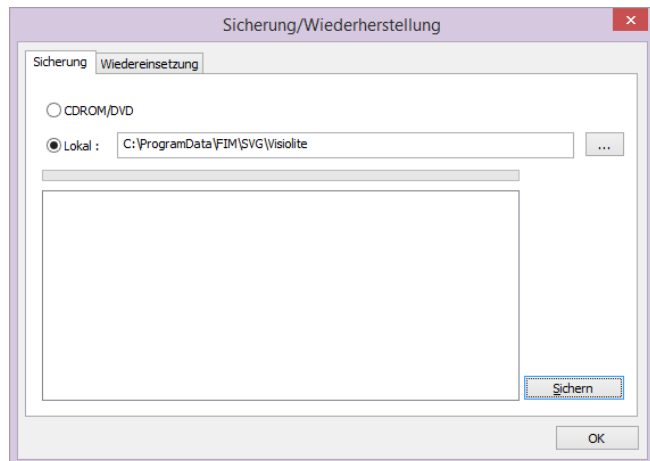 Sicherung/Wiederherstellung
Sicherung Wiedereinsetzung
CDROM/DVD
Lokal : C:\ProgramData\FIM\SVG\Visiolite ...
Sichern
OK